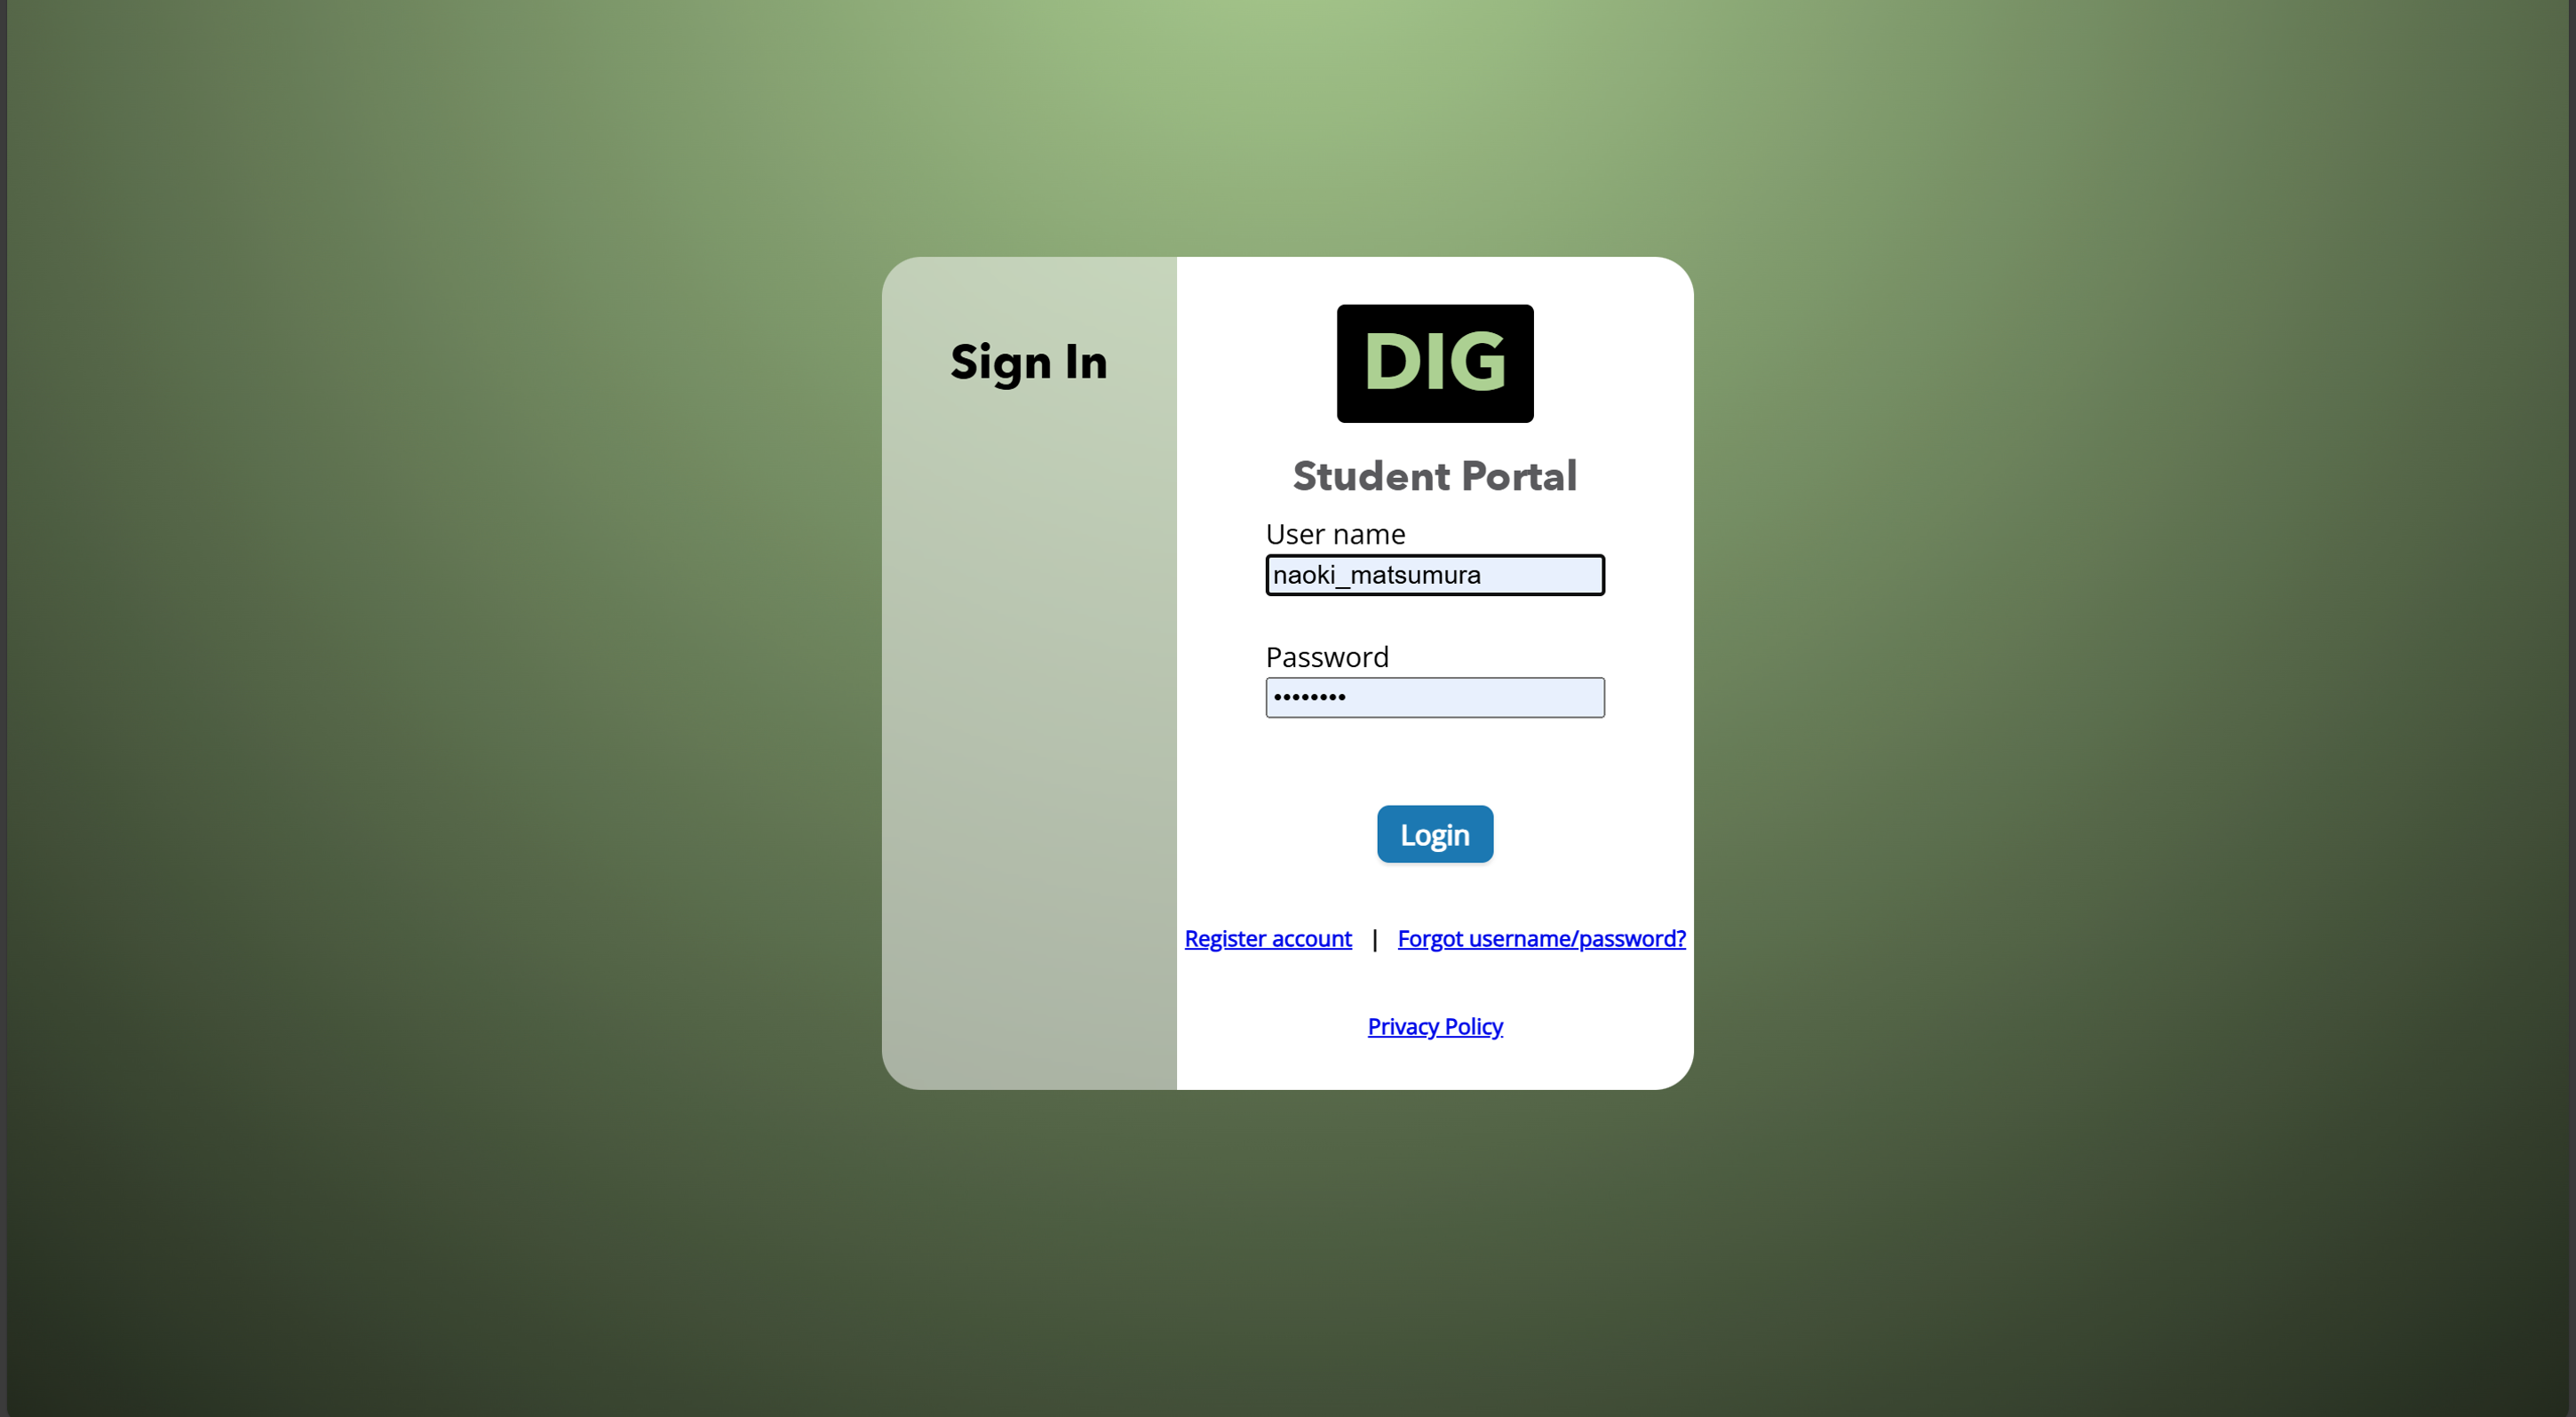 Sign In
DIG
Student Portal
User name
naoki_matsumura
Password
••••••••
Login
Register account | Forgot username/password?
Privacy Policy